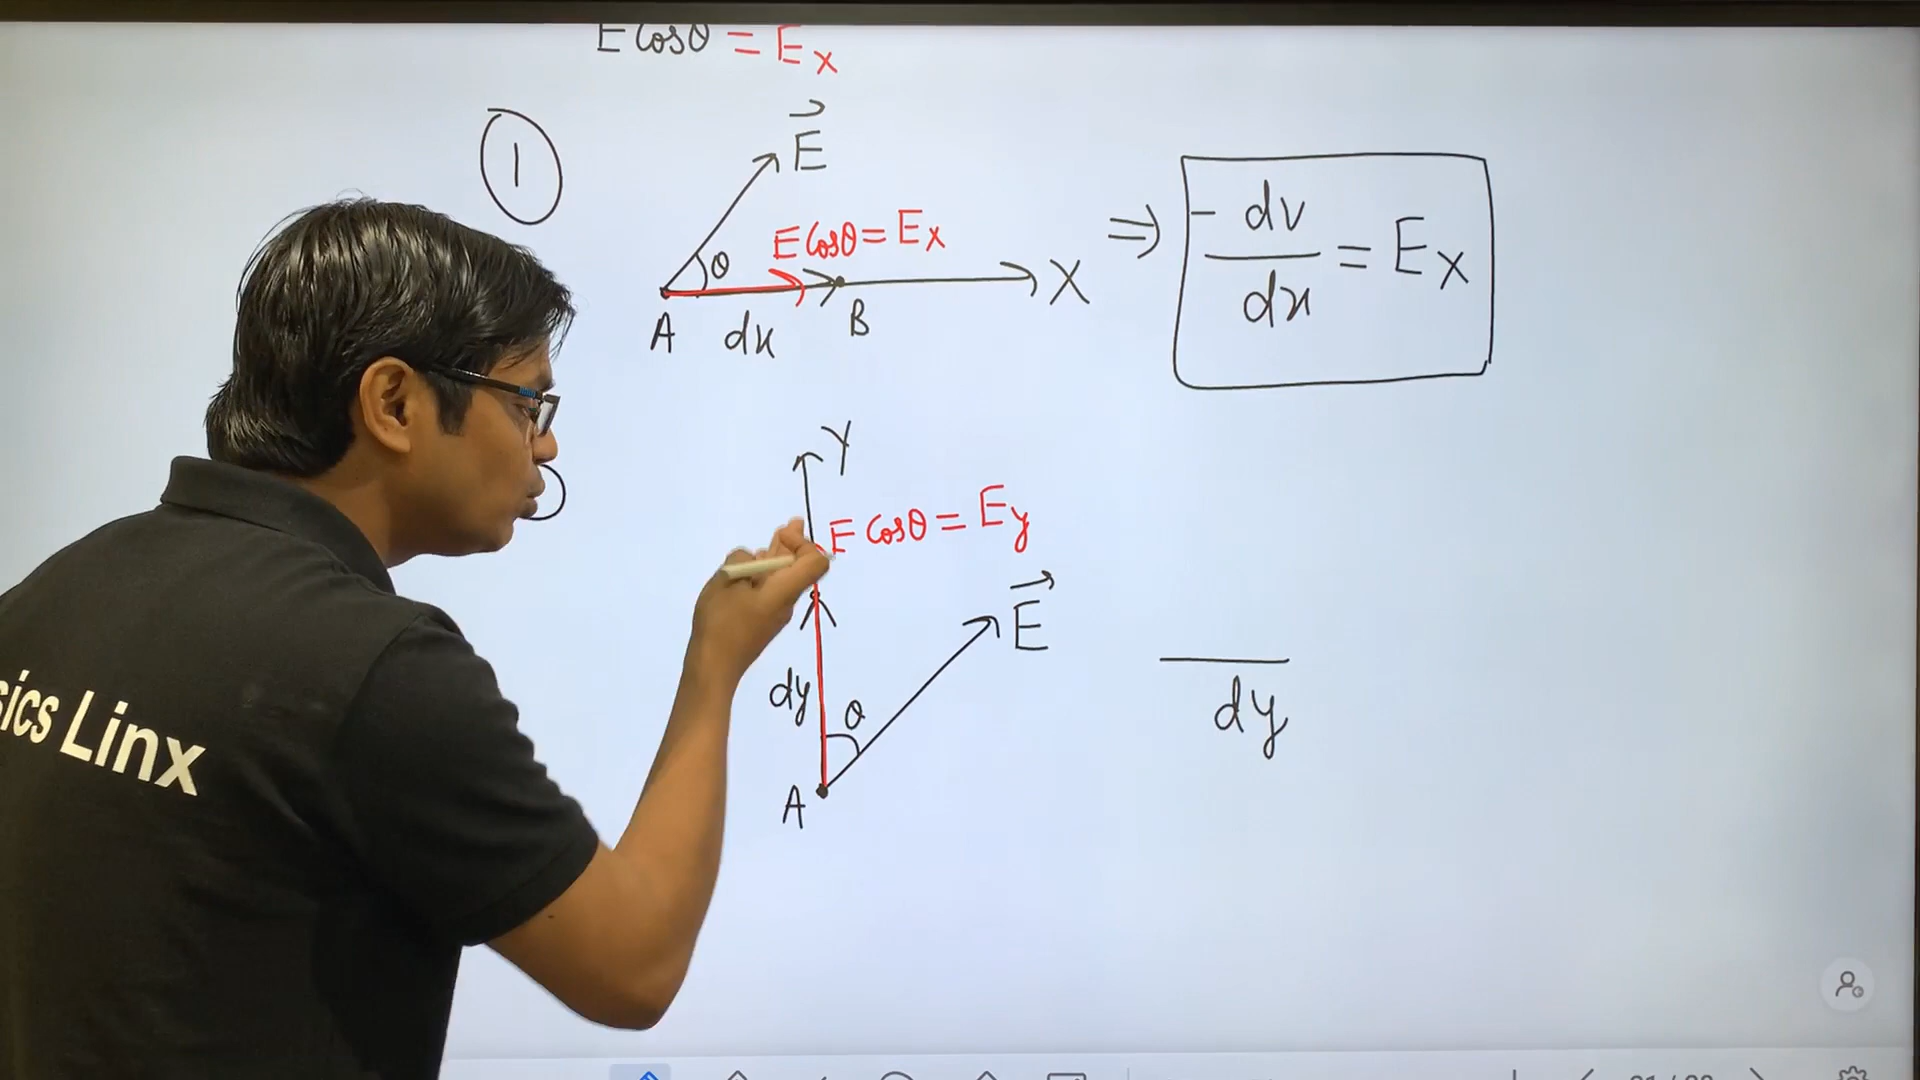 E Cosθ = Ex
1
E⃗
E Cosθ = Ex
θ
X
A
dx
B
⇒ -dv/dx = Ex
Y
E Cosθ = Ey
E⃗
dy
θ
A
dy
sics Linx